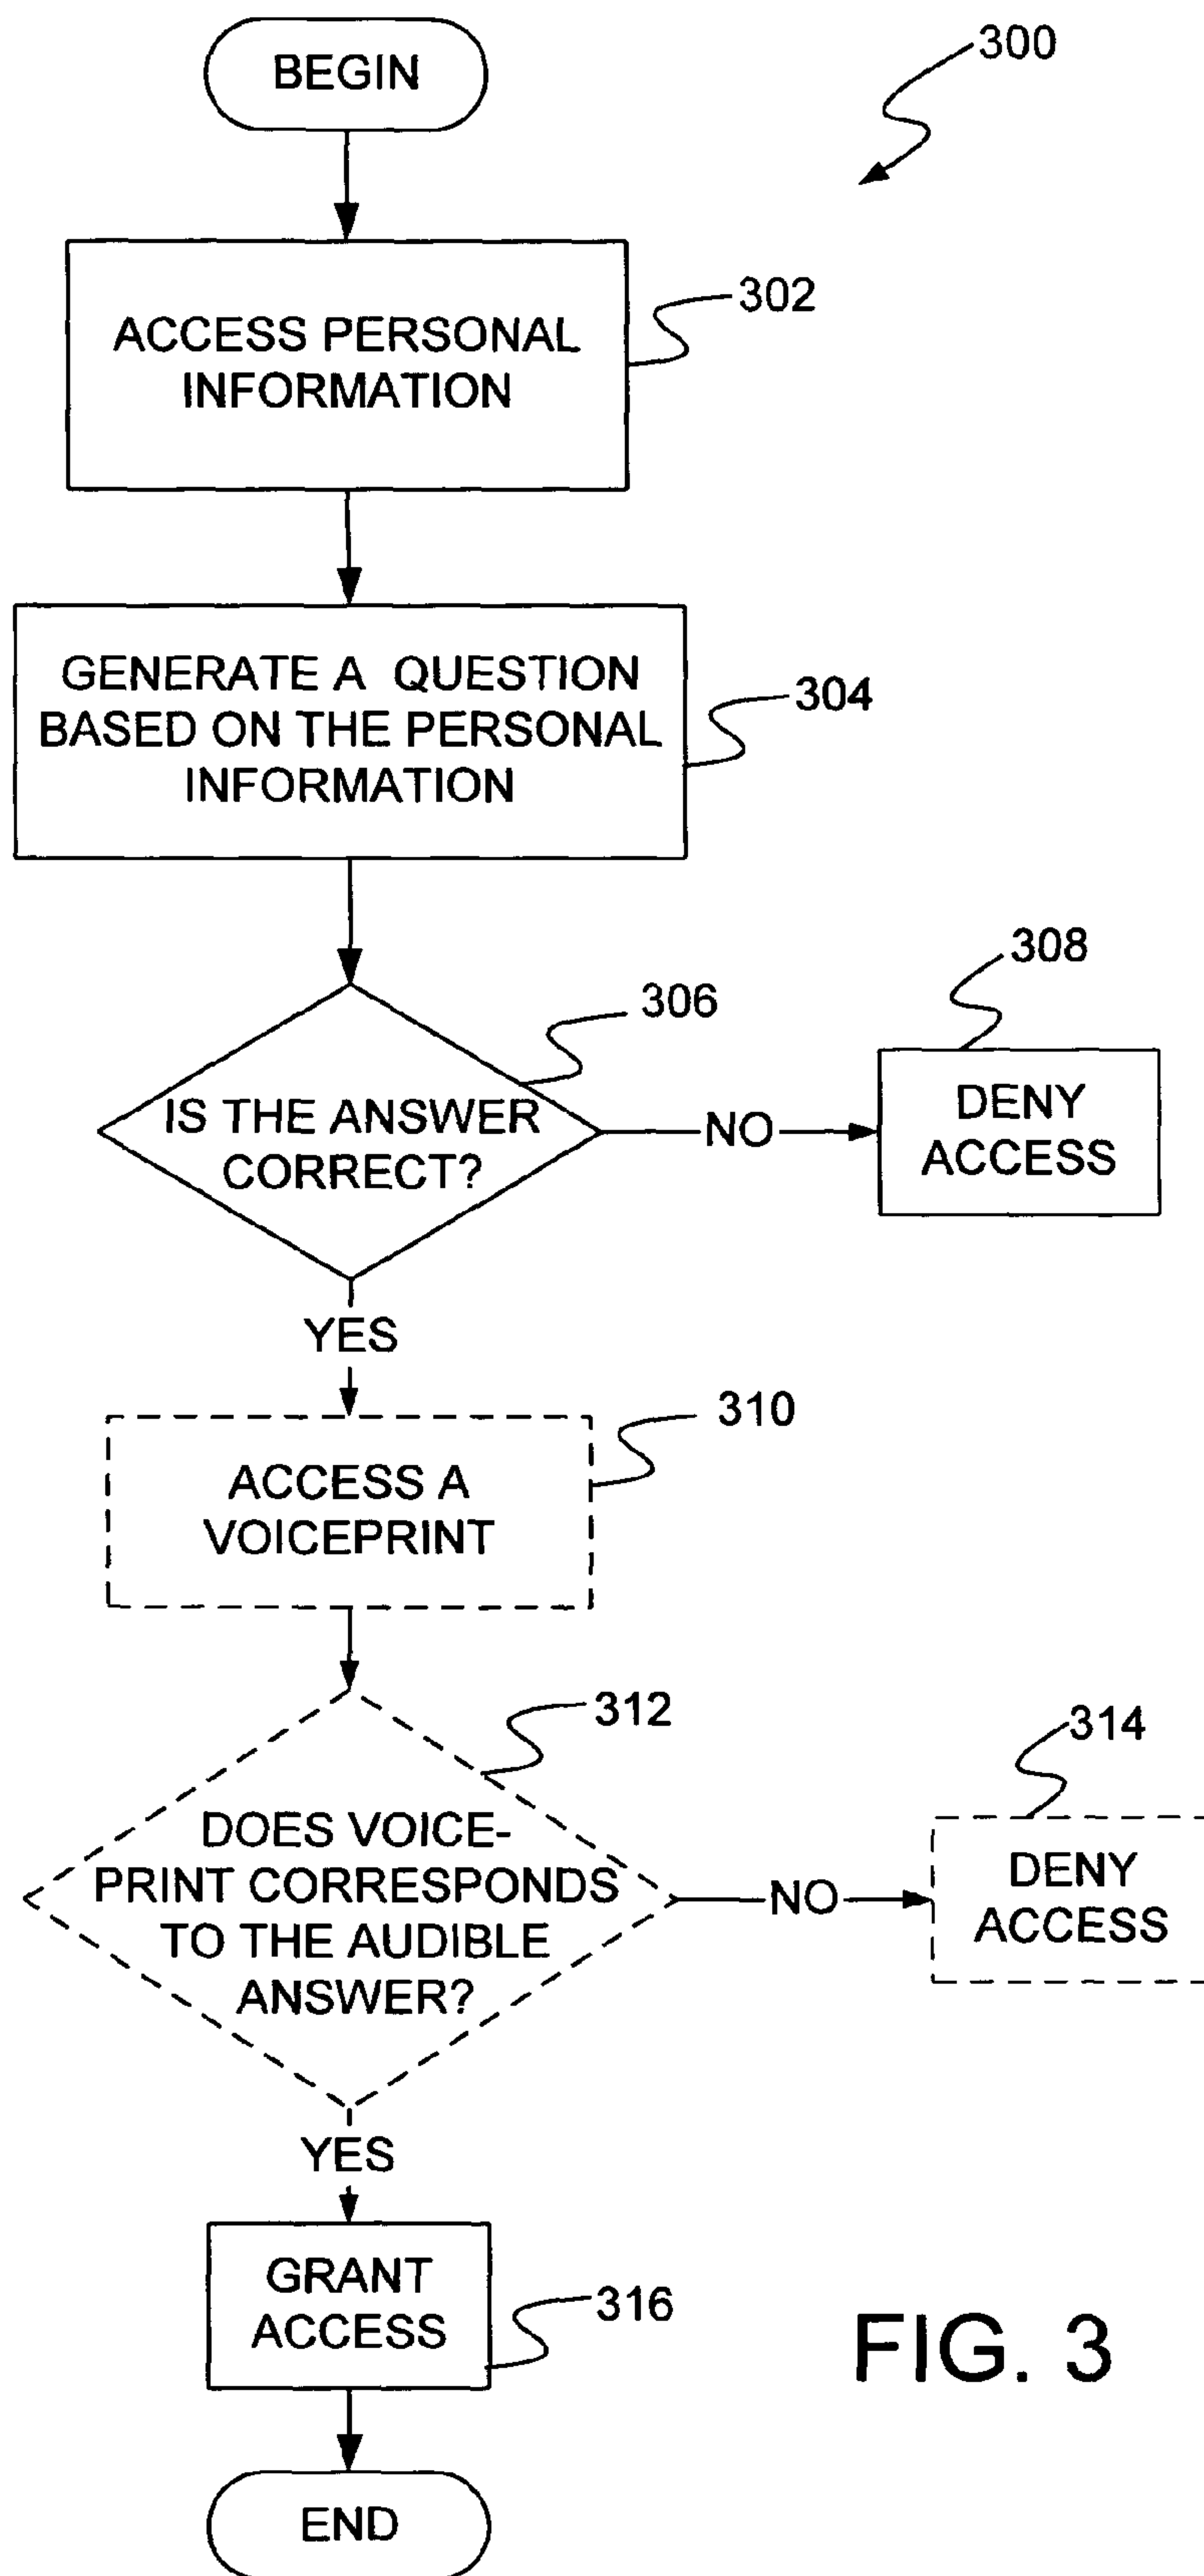 BEGIN
300
ACCESS PERSONAL
INFORMATION
302
GENERATE A QUESTION
BASED ON THE PERSONAL
INFORMATION
304
306
IS THE ANSWER
CORRECT?
NO
308
DENY
ACCESS
YES
310
ACCESS A
VOICEPRINT
312
DOES VOICE-
PRINT CORRESPONDS
TO THE AUDIBLE
ANSWER?
NO
314
DENY
ACCESS
YES
GRANT
ACCESS
316
FIG. 3
END